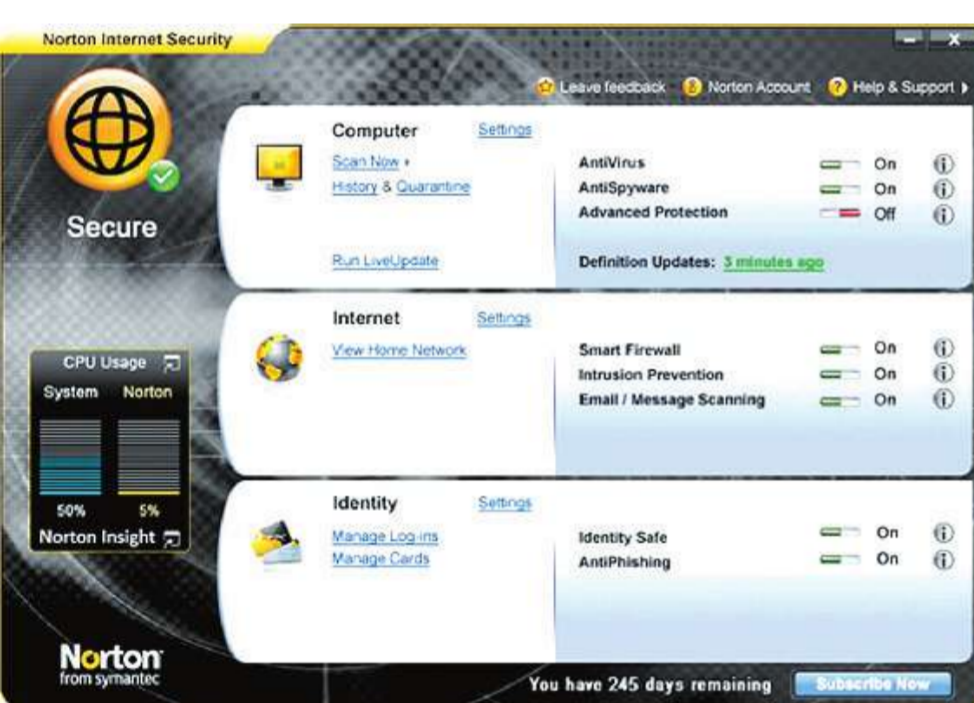 Norton Internet Security
Leave feedback
Norton Account
Help & Support
Secure
Computer
Settings
Scan Now
History & Quarantine
Run LiveUpdate
AntiVirus On
AntiSpyware On
Advanced Protection Off
Definition Updates: 3 minutes ago
Internet
Settings
View Home Network
Smart Firewall On
Intrusion Prevention On
Email / Message Scanning On
CPU Usage
System Norton
50% 5%
Norton Insight
Identity
Settings
Manage Log-ins
Manage Cards
Identity Safe On
AntiPhishing On
Norton
from symantec
You have 245 days remaining
Subscribe Now